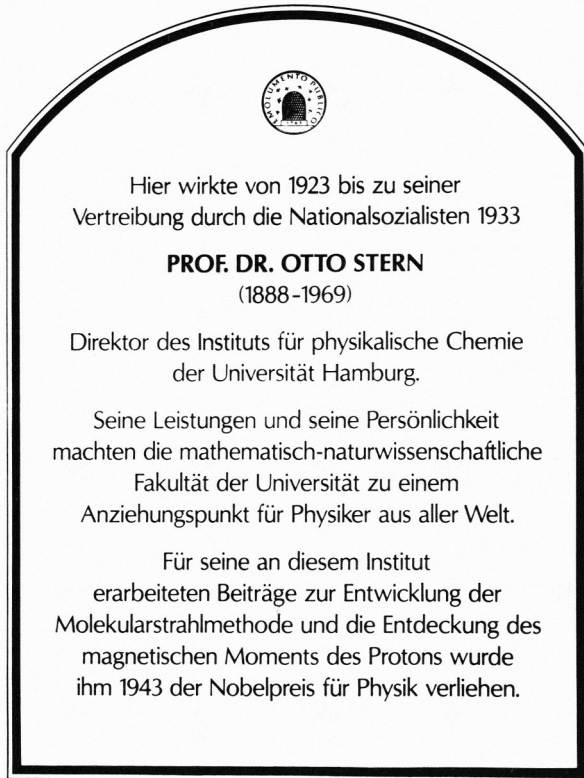 EMOLUMENTO PUBLICO
Hier wirkte von 1923 bis zu seiner
Vertreibung durch die Nationalsozialisten 1933
PROF. DR. OTTO STERN
(1888-1969)
Direktor des Instituts für physikalische Chemie
der Universität Hamburg.
Seine Leistungen und seine Persönlichkeit
machten die mathematisch-naturwissenschaftliche
Fakultät der Universität zu einem
Anziehungspunkt für Physiker aus aller Welt.
Für seine an diesem Institut
erarbeiteten Beiträge zur Entwicklung der
Molekularstrahlmethode und die Entdeckung des
magnetischen Moments des Protons wurde
ihm 1943 der Nobelpreis für Physik verliehen.